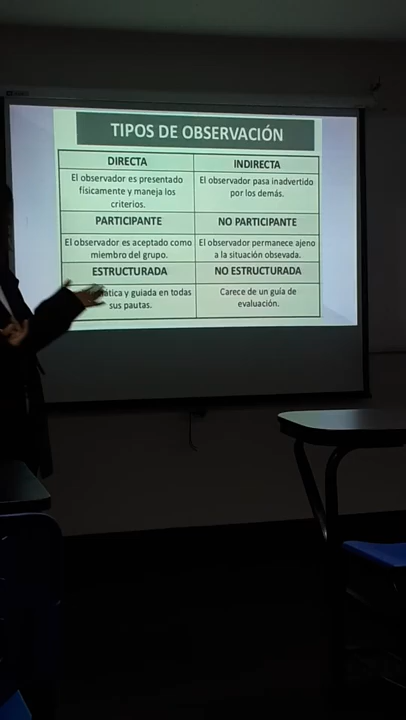 TIPOS DE OBSERVACIÓN
DIRECTA
El observador es presentado
físicamente y maneja los
criterios.
INDIRECTA
El observador pasa inadvertido
por los demás.
PARTICIPANTE
El observador es aceptado como
miembro del grupo.
NO PARTICIPANTE
El observador permanece ajeno
a la situación obsevada.
ESTRUCTURADA
y guiada en todas
sus pautas.
NO ESTRUCTURADA
Carece de un guía de
evaluación.